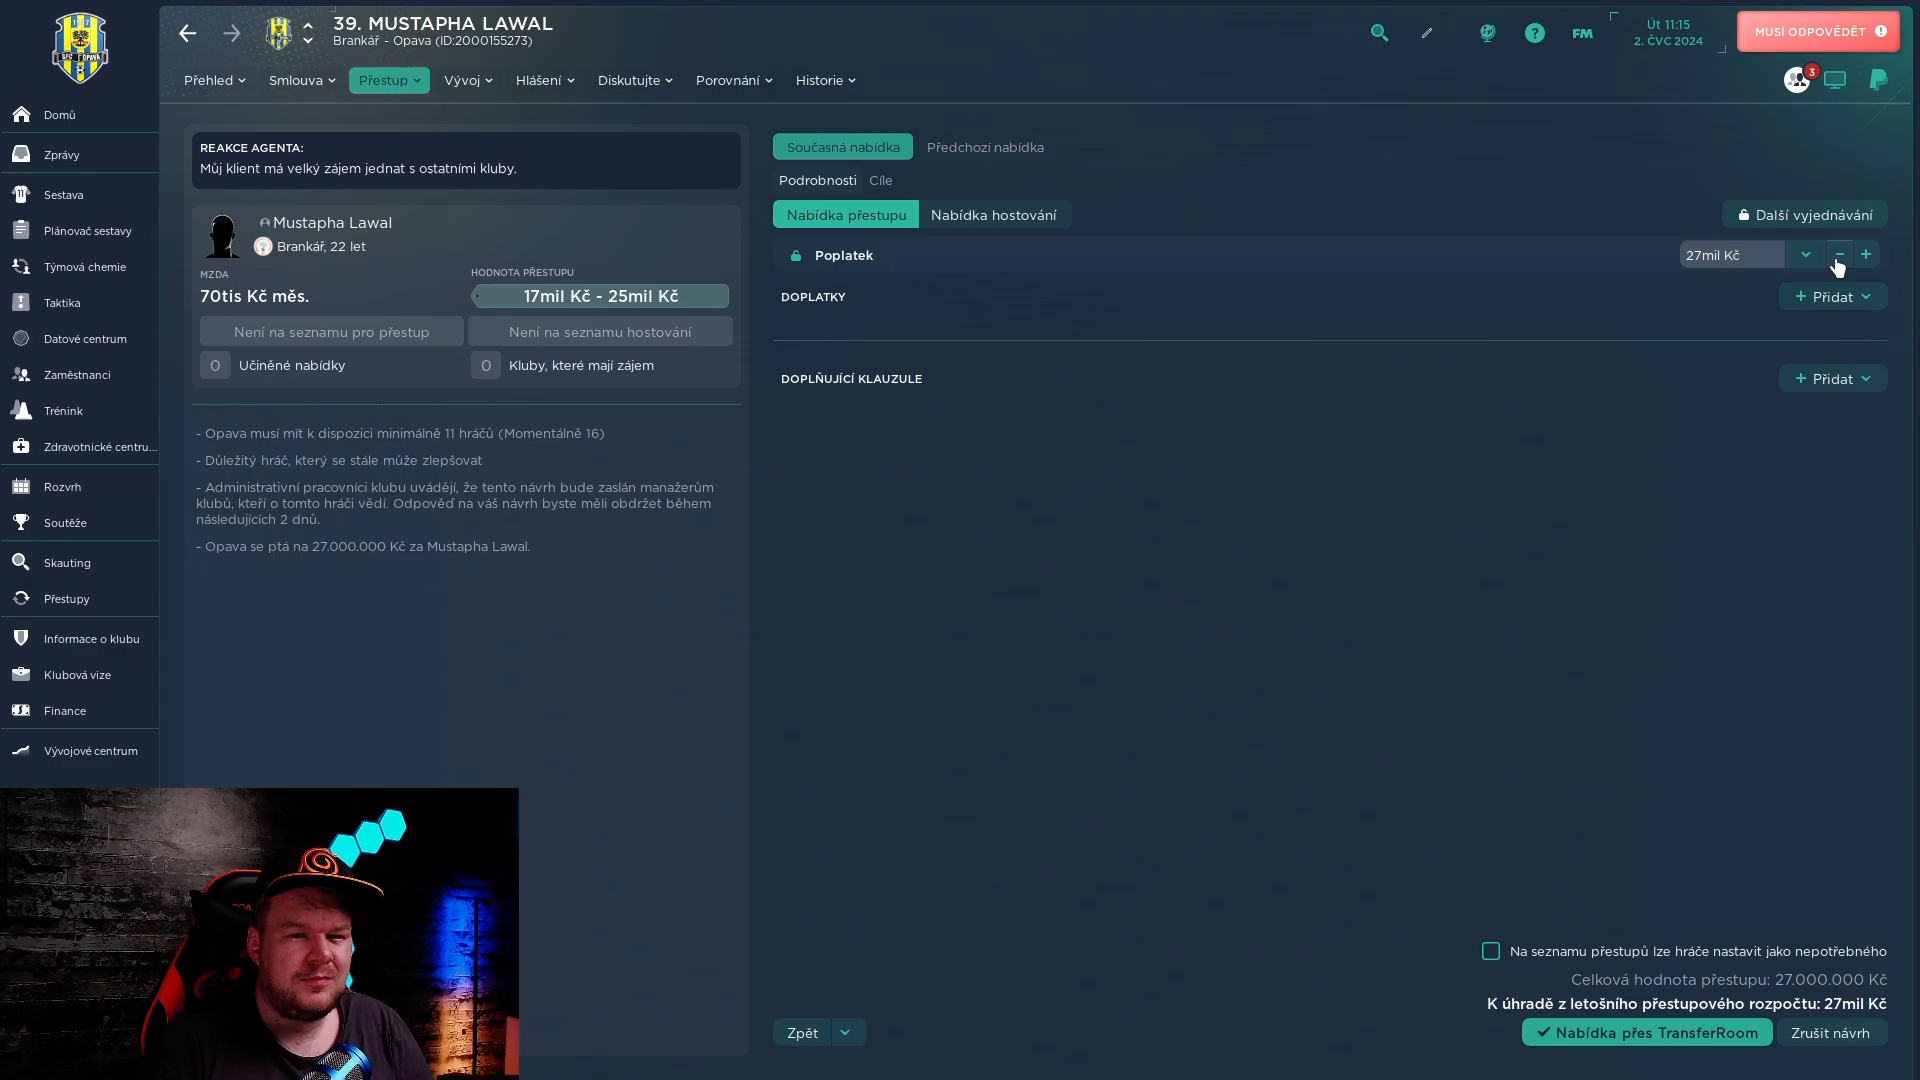 39. MUSTAPHA LAWAL
Brankář - Opava (ID:2000155273)
FM
Út 11:15
2. ČVC 2024
MUSÍ ODPOVĚDĚT
Přehled
Smlouva
Přestup
Vývoj
Hlášení
Diskutujte
Porovnání
Historie
3
SFC OPAVA
Domů
Zprávy
Sestava
Plánovač sestavy
Týmová chemie
Taktika
Datové centrum
Zaměstnanci
Trénink
Zdravotnické centru...
Rozvrh
Soutěže
Skauting
Přestupy
Informace o klubu
Klubová vize
Finance
Vývojové centrum
REAKCE AGENTA:
Můj klient má velký zájem jednat s ostatními kluby.
Mustapha Lawal
Brankář, 22 let
MZDA
HODNOTA PŘESTUPU
70tis Kč měs.
17mil Kč - 25mil Kč
Není na seznamu pro přestup
Není na seznamu hostování
0 Učiněné nabídky
0 Kluby, které mají zájem
- Opava musí mít k dispozici minimálně 11 hráčů (Momentálně 16)
- Důležitý hráč, který se stále může zlepšovat
- Administrativní pracovníci klubu uvádějí, že tento návrh bude zaslán manažerům
klubů, kteří o tomto hráči vědí. Odpověď na váš návrh byste měli obdržet během
následujících 2 dnů.
- Opava se ptá na 27.000.000 Kč za Mustapha Lawal.
Současná nabídka
Předchozí nabídka
Podrobnosti
Cíle
Nabídka přestupu
Nabídka hostování
Další vyjednávání
Poplatek
27mil Kč
DOPLATKY
+ Přidat
DOPLŇUJÍCÍ KLAUZULE
+ Přidat
Na seznamu přestupů lze hráče nastavit jako nepotřebného
Celková hodnota přestupu: 27.000.000 Kč
K úhradě z letošního přestupového rozpočtu: 27mil Kč
Zpět
Nabídka přes TransferRoom
Zrušit návrh